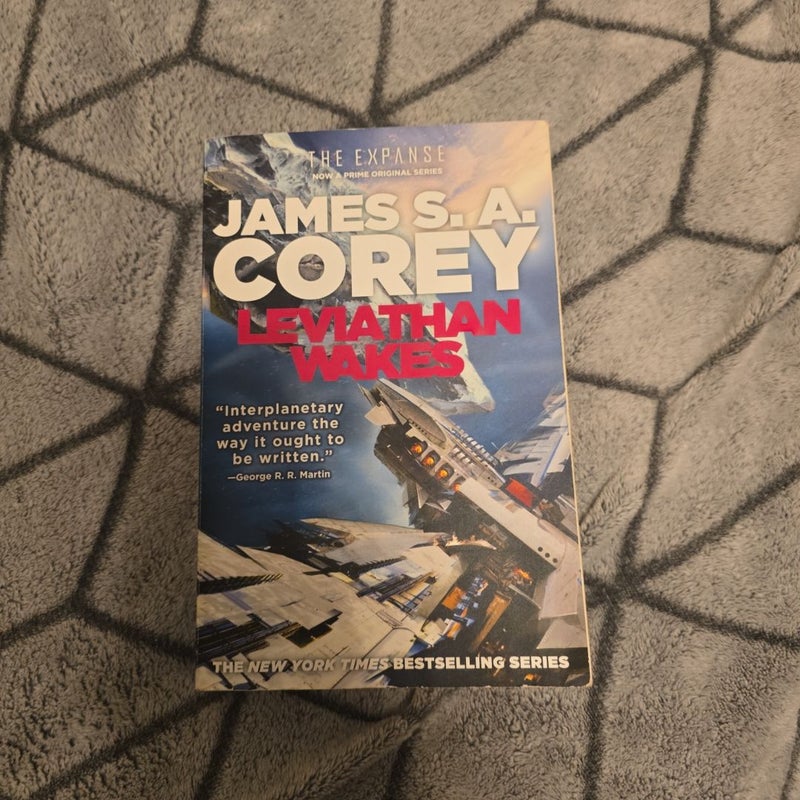 THE EXPANSE
NOW A PRIME ORIGINAL SERIES
JAMES S. A.
COREY
LEVIATHAN
WAKES
“Interplanetary
adventure the
way it ought to
be written.”
—George R. R. Martin
THE NEW YORK TIMES BESTSELLING SERIES